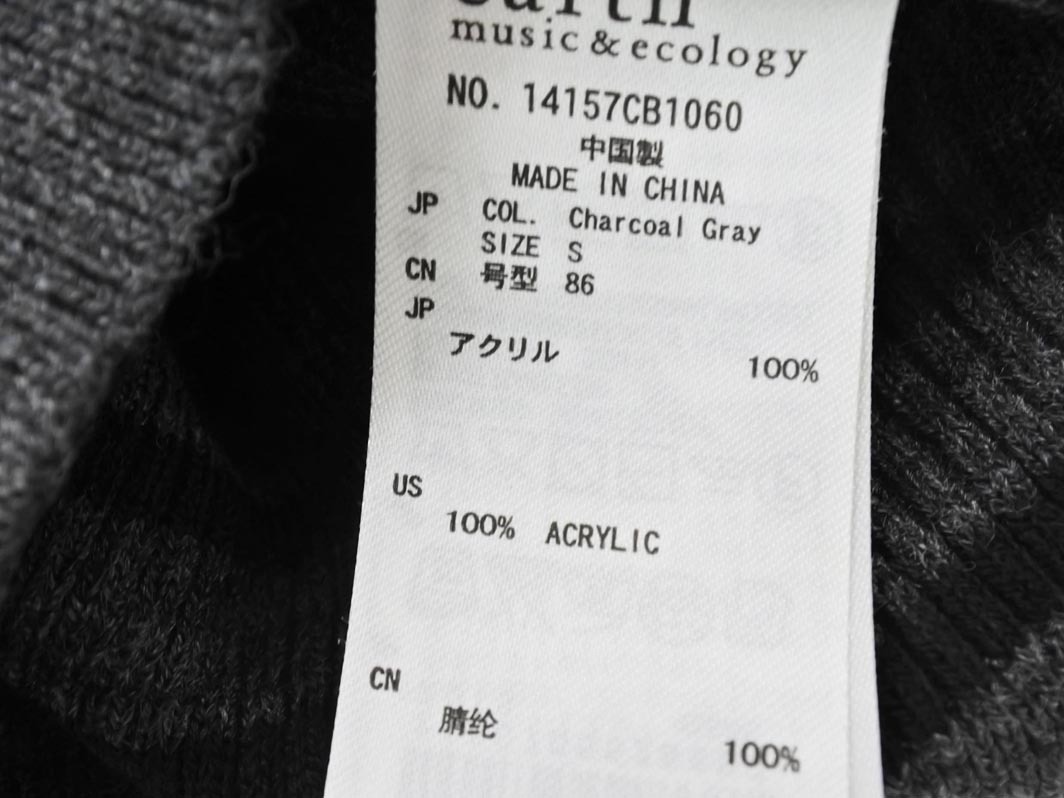 earth
music & ecology
NO. 14157CB1060
中国製
MADE IN CHINA
JP COL. Charcoal Gray
SIZE S
CN 号型 86
JP
アクリル 100%
US
100% ACRYLIC
CN
腈纶 100%